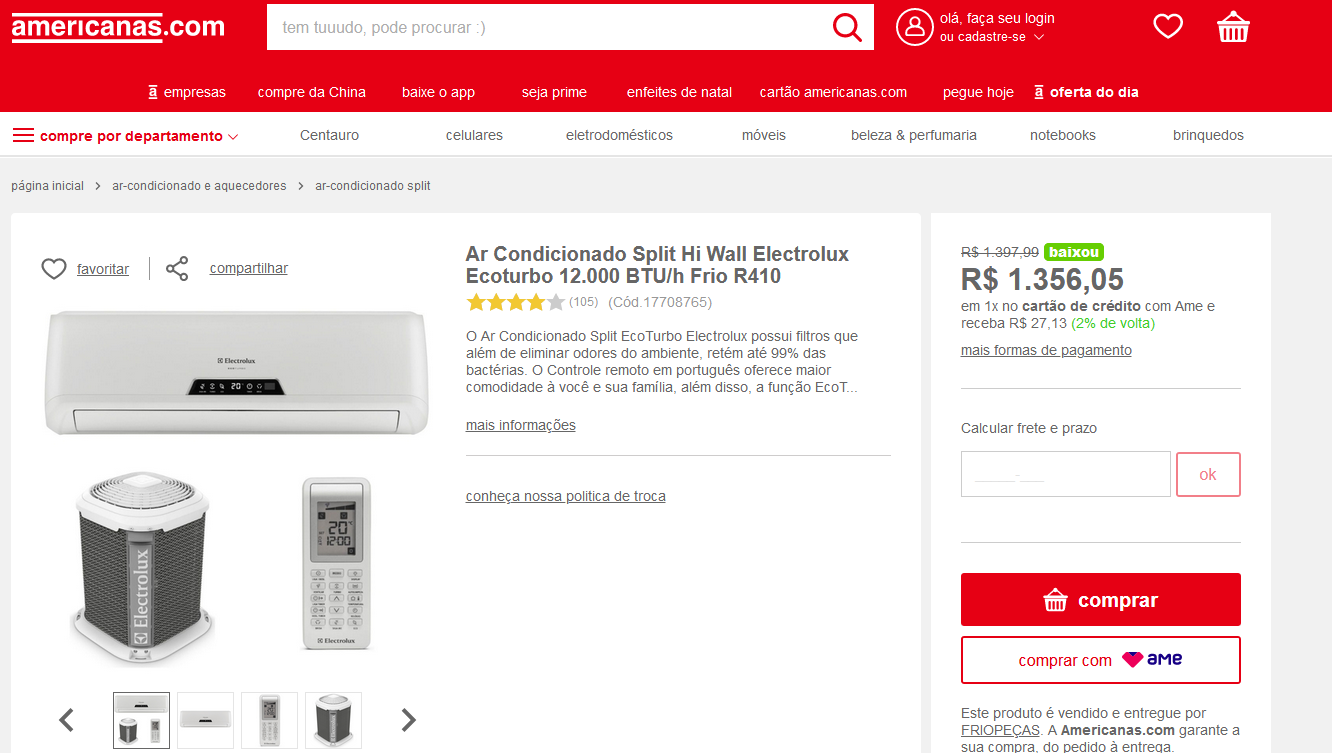 americanas.com
tem tuuudo, pode procurar :)
olá, faça seu login
ou cadastre-se
a empresas
compre da China
baixe o app
seja prime
enfeites de natal
cartão americanas.com
pegue hoje
a oferta do dia
compre por departamento
Centauro
celulares
eletrodomésticos
móveis
beleza & perfumaria
notebooks
brinquedos
página inicial > ar-condicionado e aquecedores > ar-condicionado split
favoritar
compartilhar
Electrolux
20°
Electrolux
20°
12:00
Electrolux
Ar Condicionado Split Hi Wall Electrolux
Ecoturbo 12.000 BTU/h Frio R410
(105) (Cód.17708765)
O Ar Condicionado Split EcoTurbo Electrolux possui filtros que
além de eliminar odores do ambiente, retém até 99% das
bactérias. O Controle remoto em português oferece maior
comodidade à você e sua família, além disso, a função EcoT...
mais informações
conheça nossa politica de troca
R$ 1.397,99 baixou
R$ 1.356,05
em 1x no cartão de crédito com Ame e
receba R$ 27,13 (2% de volta)
mais formas de pagamento
Calcular frete e prazo
_____-___
ok
comprar
comprar com ame
Este produto é vendido e entregue por
FRIOPEÇAS. A Americanas.com garante a
sua compra, do pedido à entrega.